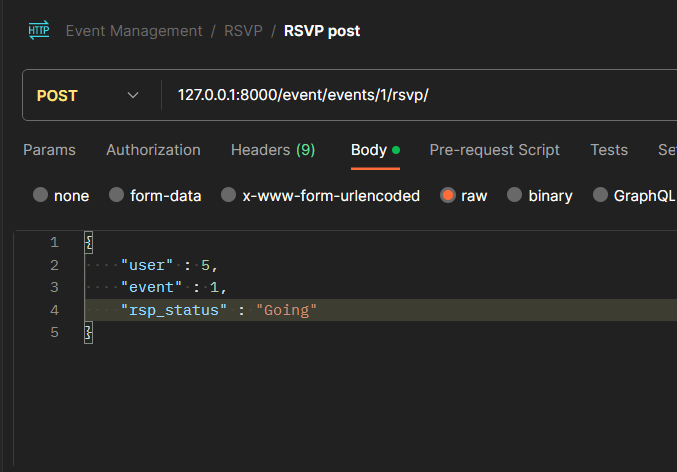 HTTP Event Management / RSVP / RSVP post
POST 127.0.0.1:8000/event/events/1/rsvp/
Params Authorization Headers (9) Body Pre-request Script Tests Se
none form-data x-www-form-urlencoded raw binary GraphQL
1 {
2 "user" : 5,
3 "event" : 1,
4 "rsp_status" : "Going"
5 }